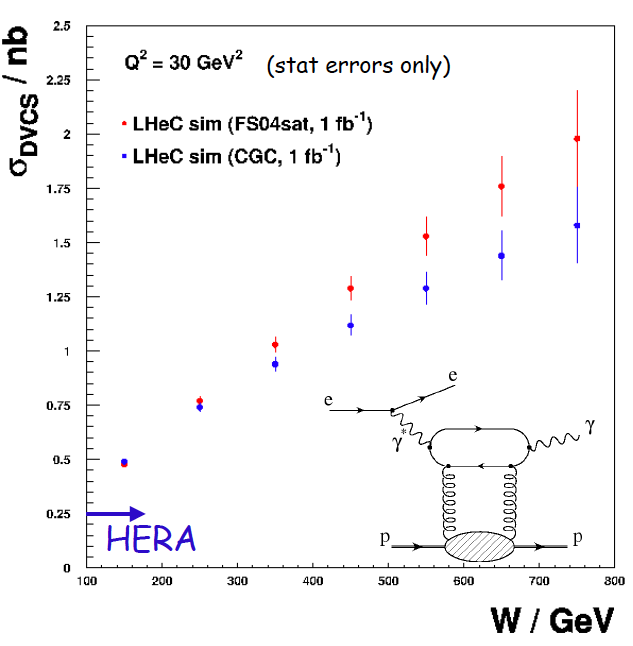 2.5
2.25
2
1.75
1.5
1.25
1
0.75
0.5
0.25
0
σDVCS / nb
Q² = 30 GeV² (stat errors only)
LHeC sim (FS04sat, 1 fb⁻¹)
LHeC sim (CGC, 1 fb⁻¹)
e
e
γ*
γ
p
p
HERA
100 200 300 400 500 600 700 800
W / GeV